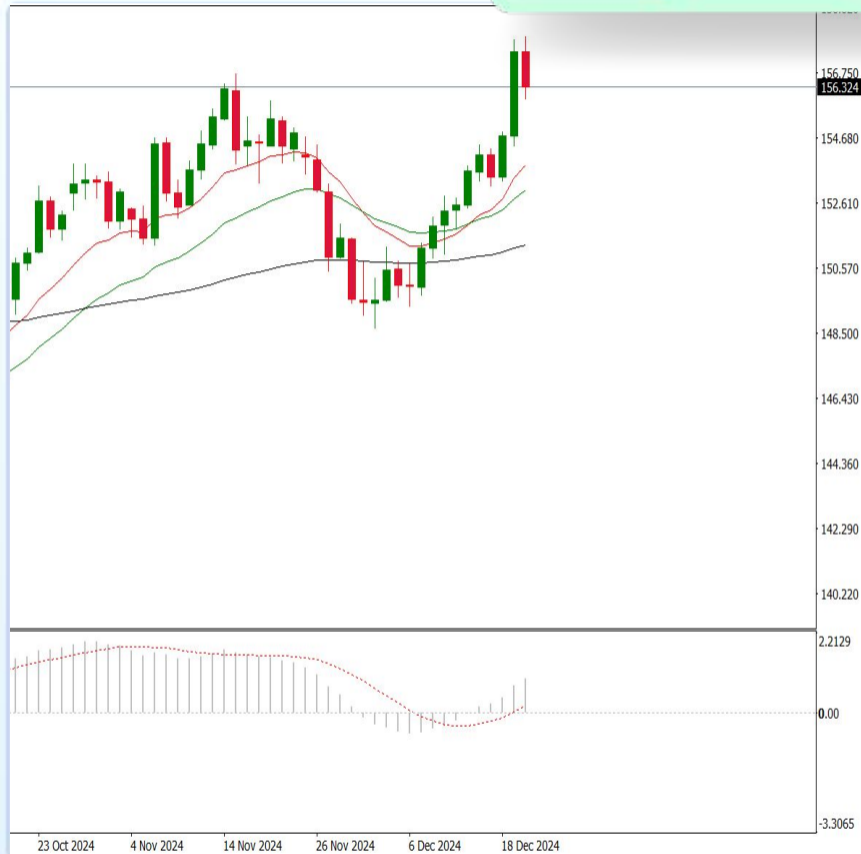 156.750
156.324
154.680
152.610
150.570
148.500
146.430
144.360
142.290
140.220
2.2129
0.00
-3.3065
23 Oct 2024
4 Nov 2024
14 Nov 2024
26 Nov 2024
6 Dec 2024
18 Dec 2024